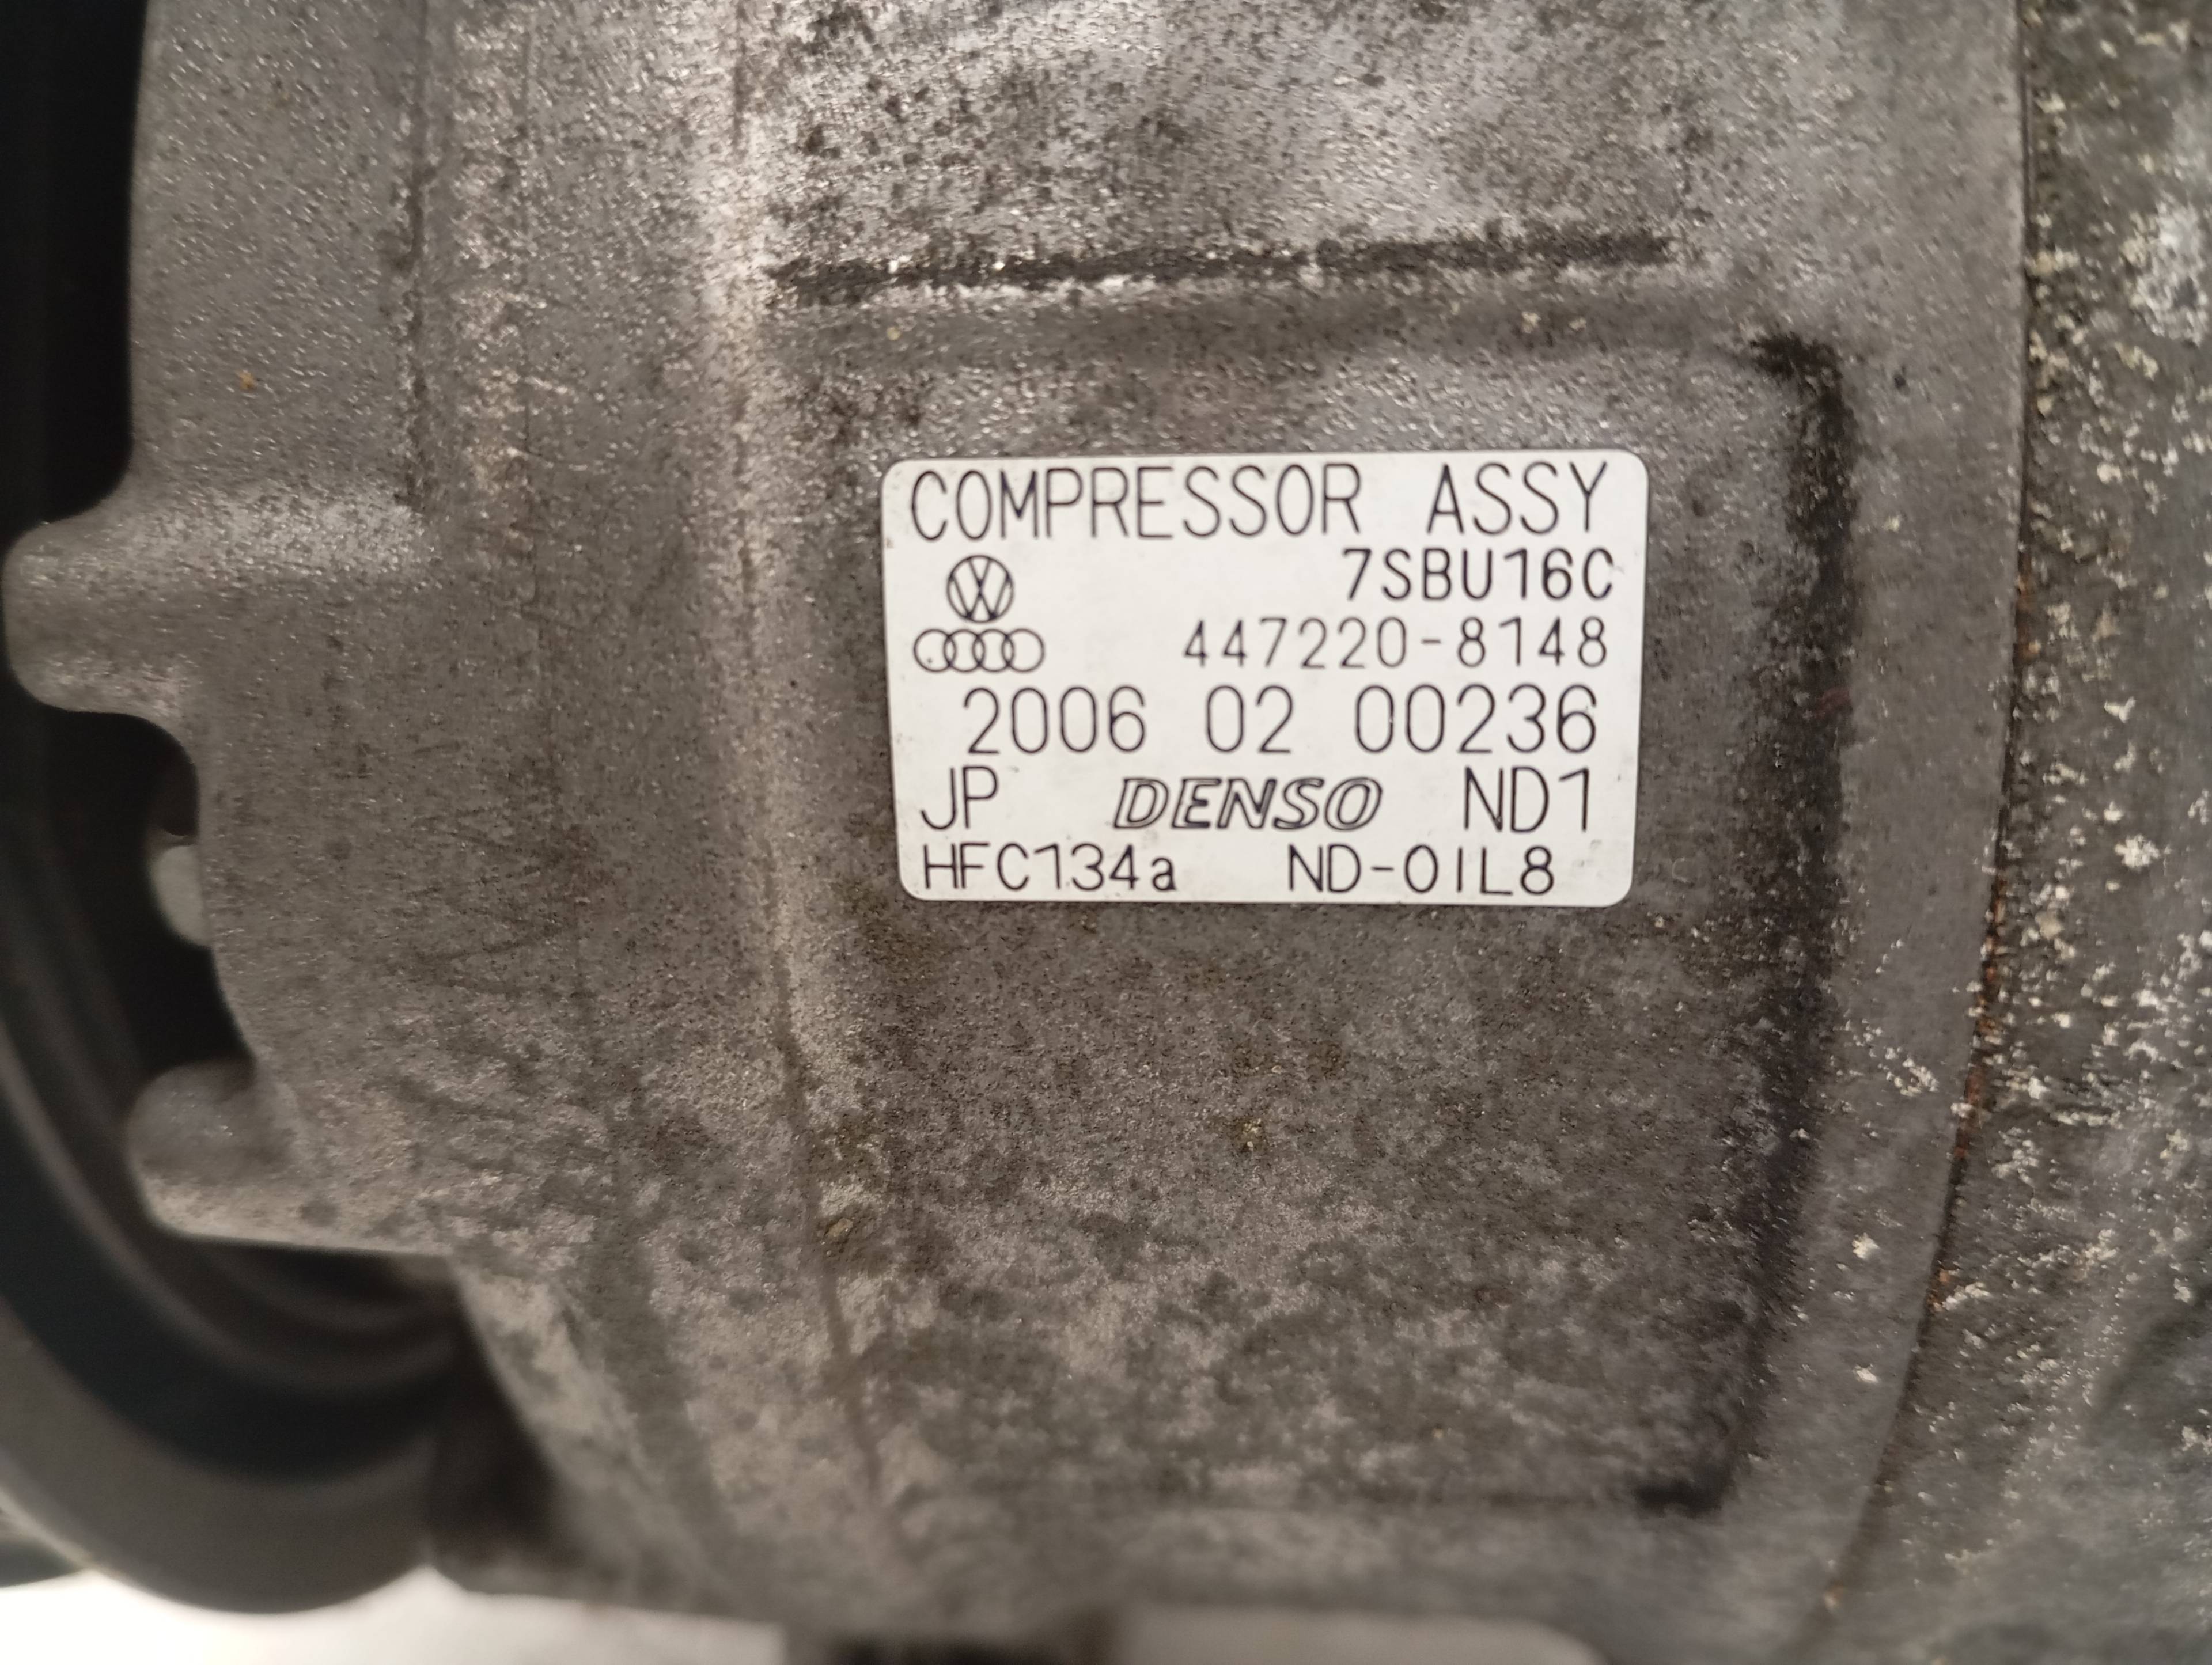 COMPRESSOR ASSY
7SBU16C
447220-8148
2006 02 00236
JP DENSO ND1
HFC134a ND-OIL8